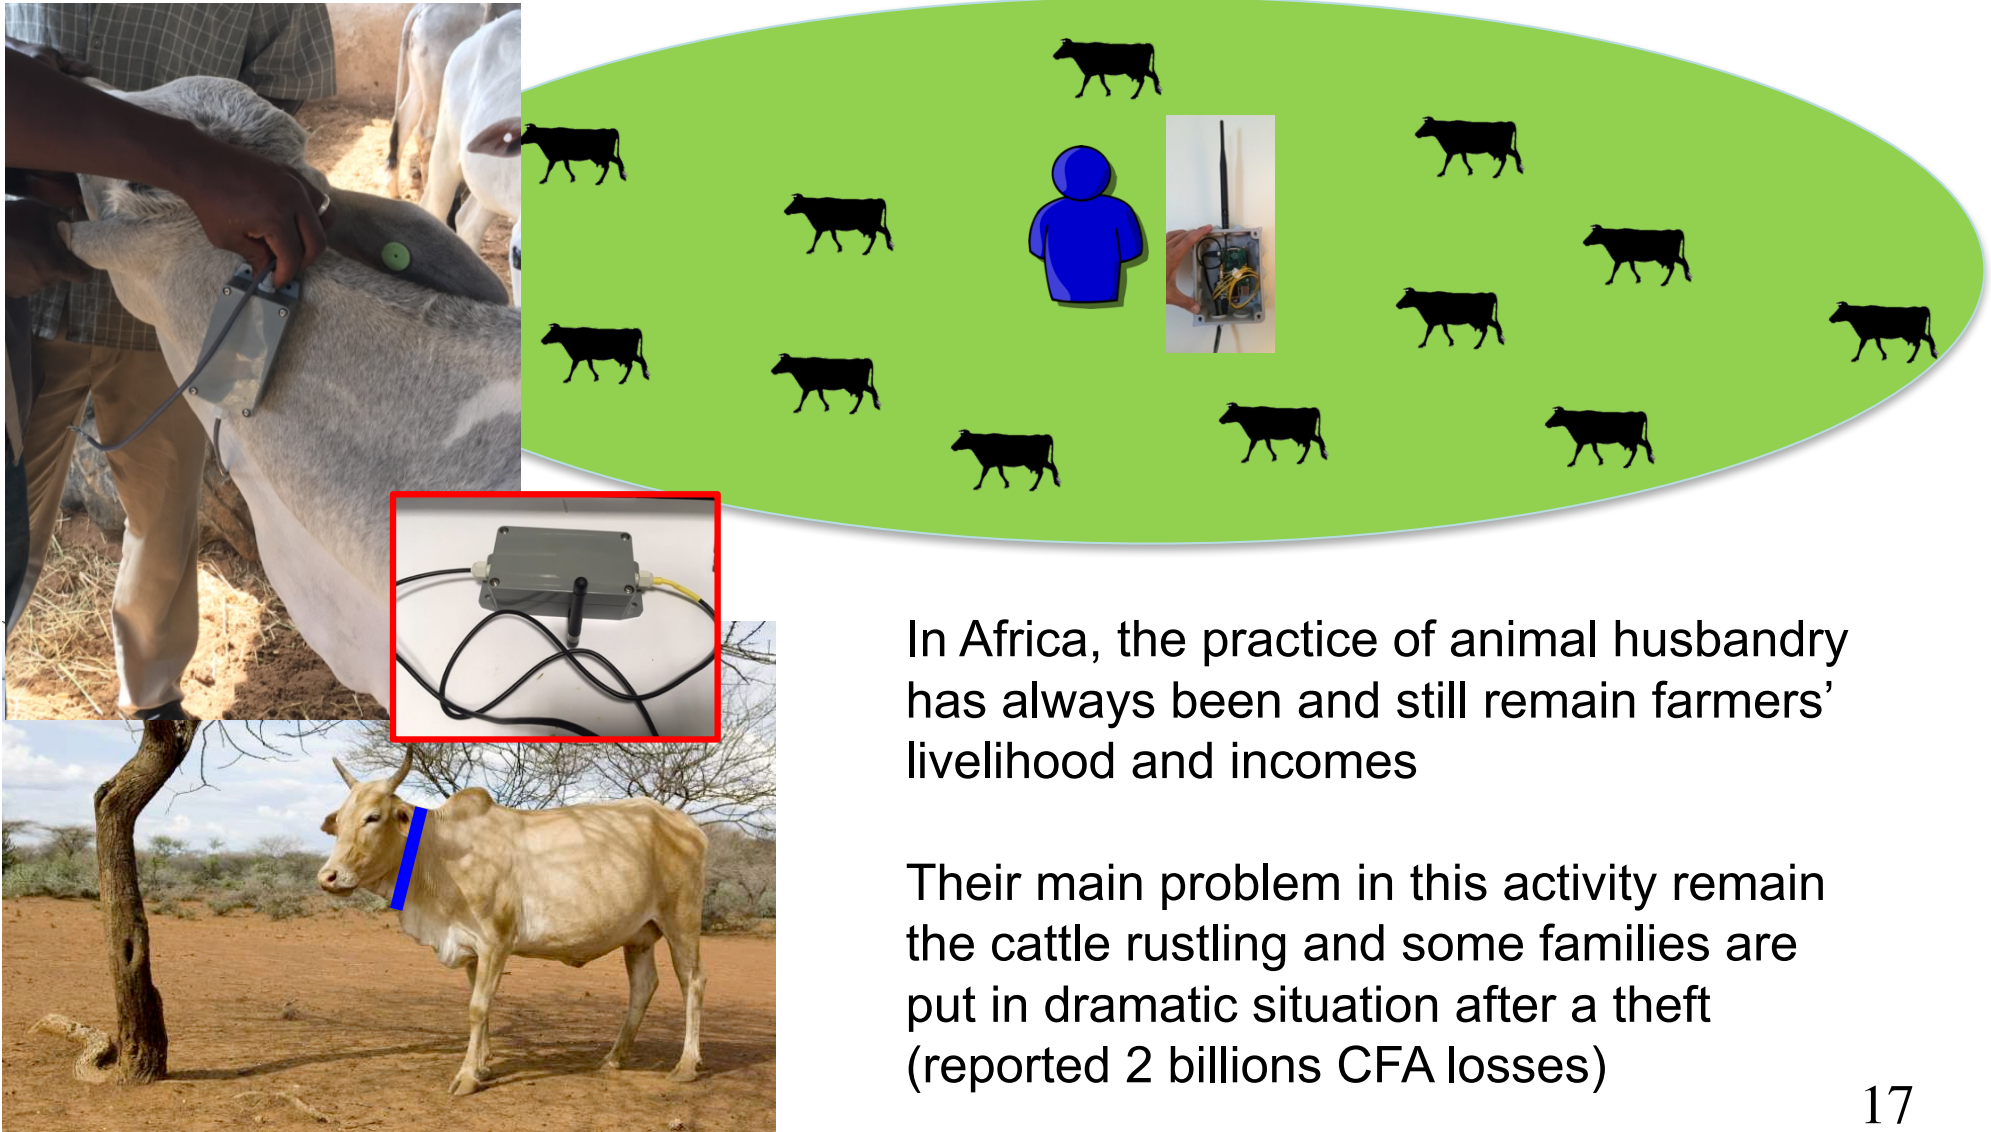 In Africa, the practice of animal husbandry
has always been and still remain farmers’
livelihood and incomes
Their main problem in this activity remain
the cattle rustling and some families are
put in dramatic situation after a theft
(reported 2 billions CFA losses)
17